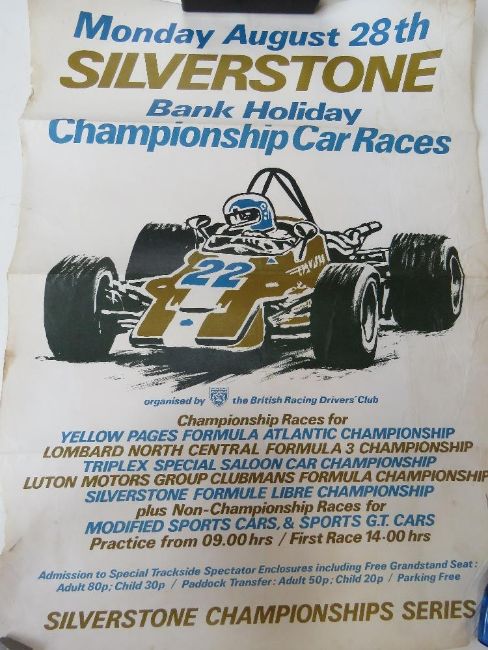 Monday August 28th
SILVERSTONE
Bank Holiday
Championship Car Races
22
organised by the British Racing Drivers' Club
Championship Races for
YELLOW PAGES FORMULA ATLANTIC CHAMPIONSHIP
LOMBARD NORTH CENTRAL FORMULA 3 CHAMPIONSHIP
TRIPLEX SPECIAL SALOON CAR CHAMPIONSHIP
LUTON MOTORS GROUP CLUBMANS FORMULA CHAMPIONSHIP
SILVERSTONE FORMULE LIBRE CHAMPIONSHIP
plus Non-Championship Races for
MODIFIED SPORTS CARS, & SPORTS G.T. CARS
Practice from 09.00 hrs / First Race 14·00 hrs
Admission to Special Trackside Spectator Enclosures including Free Grandstand Seat:
Adult 80p; Child 30p / Paddock Transfer: Adult 50p; Child 20p / Parking Free
SILVERSTONE CHAMPIONSHIPS SERIES